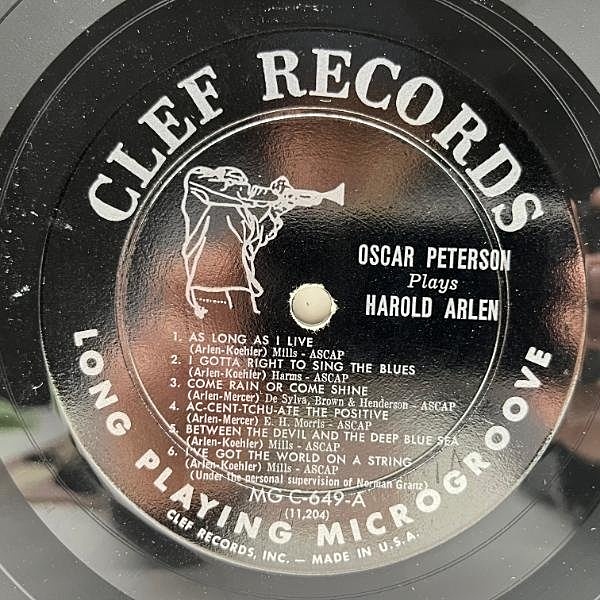 CLEF RECORDS
OSCAR PETERSON
Plays
HAROLD ARLEN
1. AS LONG AS I LIVE
(Arlen-Koehler) Mills - ASCAP
2. I GOTTA RIGHT TO SING THE BLUES
(Arlen-Koehler) Harms - ASCAP
3. COME RAIN OR COME SHINE
(Arlen-Mercer) De Sylva, Brown & Henderson - ASCAP
4. AC-CENT-TCHU-ATE THE POSITIVE
(Arlen-Mercer) E. H. Morris - ASCAP
5. BETWEEN THE DEVIL AND THE DEEP BLUE SEA
(Arlen-Koehler) Mills - ASCAP
6. I'VE GOT THE WORLD ON A STRING
(Arlen-Koehler) Mills - ASCAP
(Under the personal supervision of Norman Granz)
MG C-649-A
(11,204)
LONG PLAYING MICROGROOVE
CLEF RECORDS, INC. — MADE IN U.S.A.